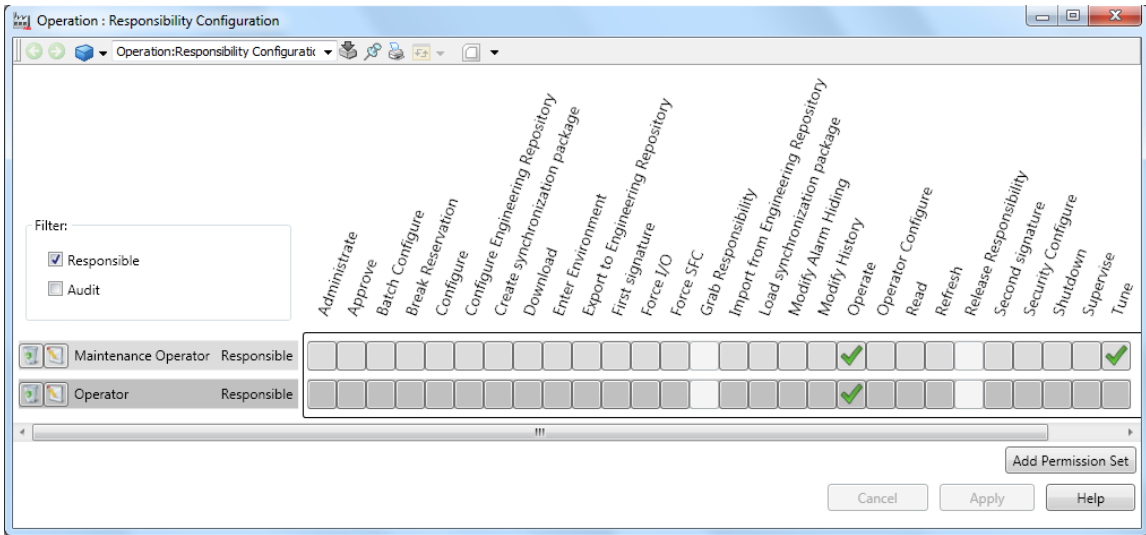 Operation : Responsibility Configuration
Operation:Responsibility Configuratic
Administrate
Approve
Batch Configure
Break Reservation
Configure
Configure Engineering Repository
Create synchronization package
Download
Enter Environment
Export to Engineering Repository
First signature
Force I/O
Force SFC
Grab Responsibility
Import from Engineering Repository
Load synchronization package
Modify Alarm Hiding
Modify History
Operate
Operator Configure
Read
Refresh
Release Responsibility
Second signature
Security Configure
Shutdown
Supervise
Tune
Filter:
Responsible
Audit
Maintenance Operator Responsible
Operator Responsible
Add Permission Set
Cancel Apply Help